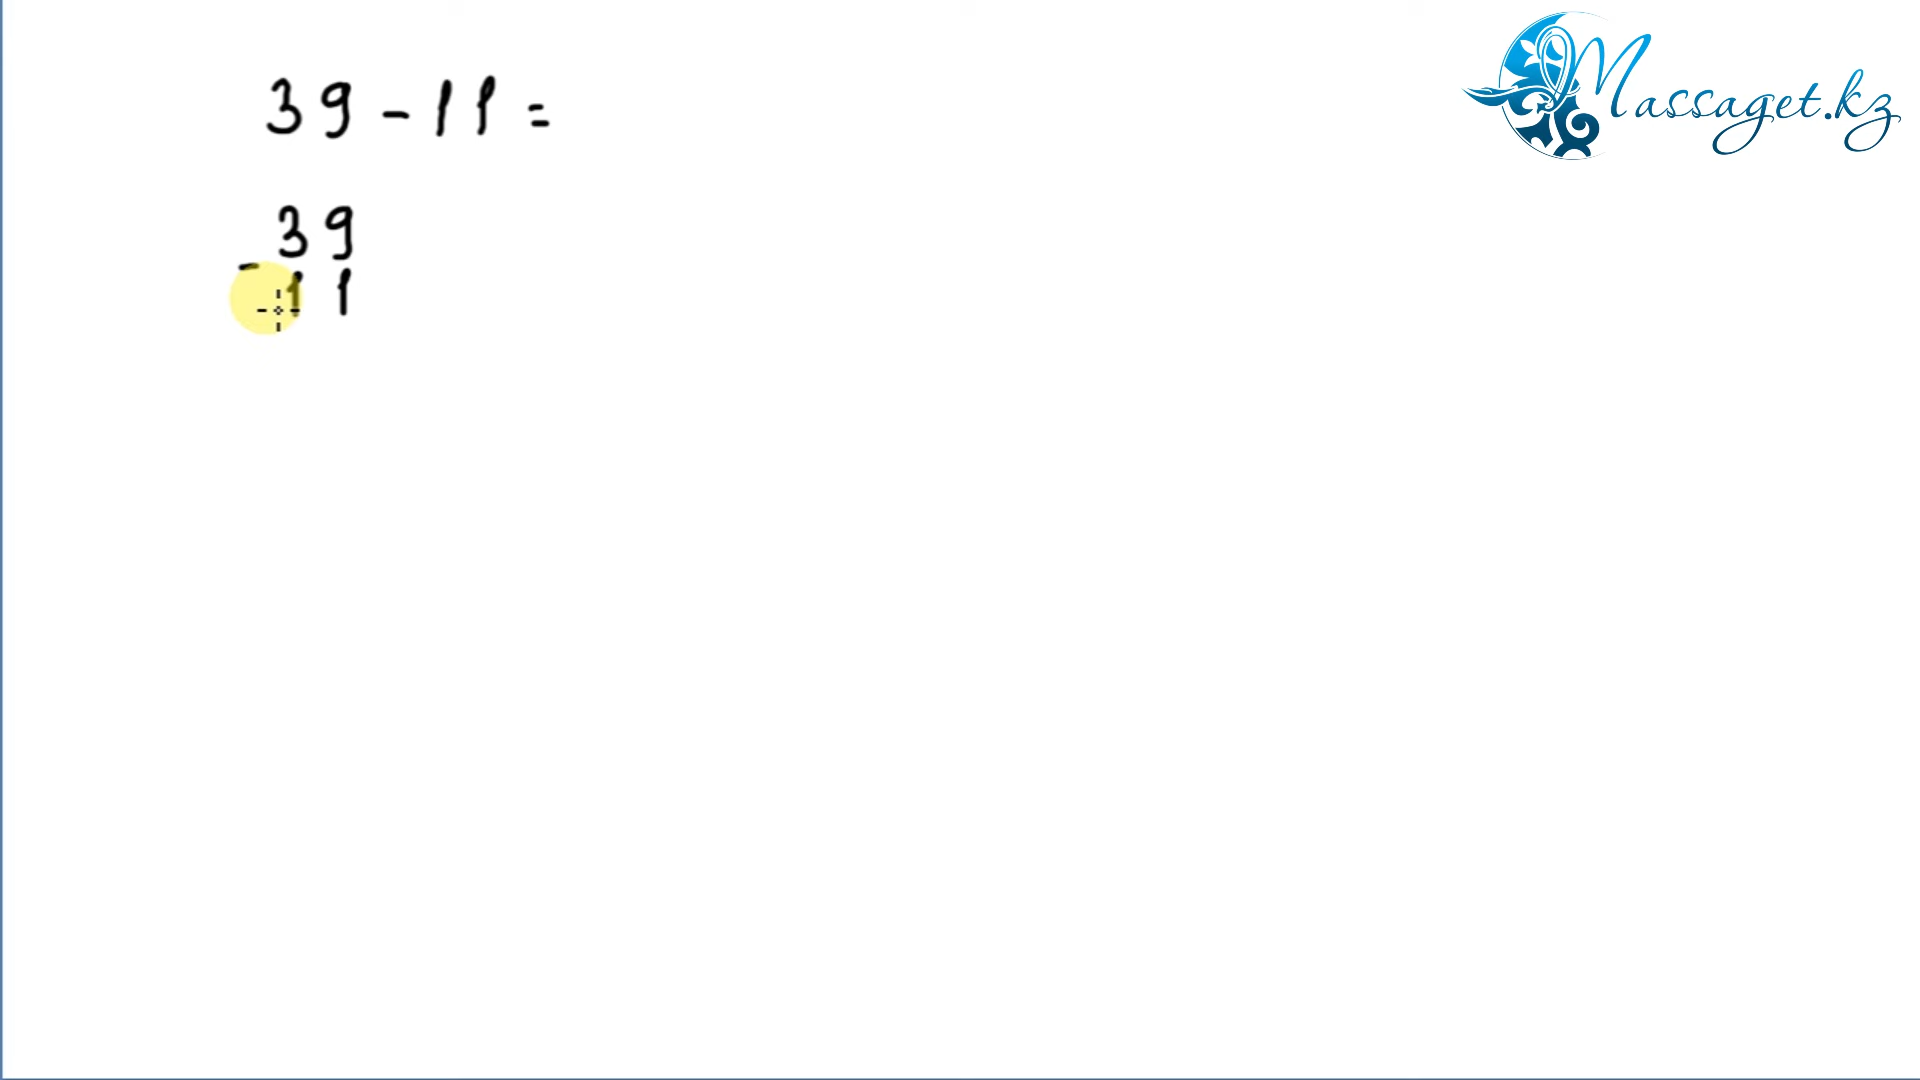 Massaget.kz
39 - 11 =
39
-
11